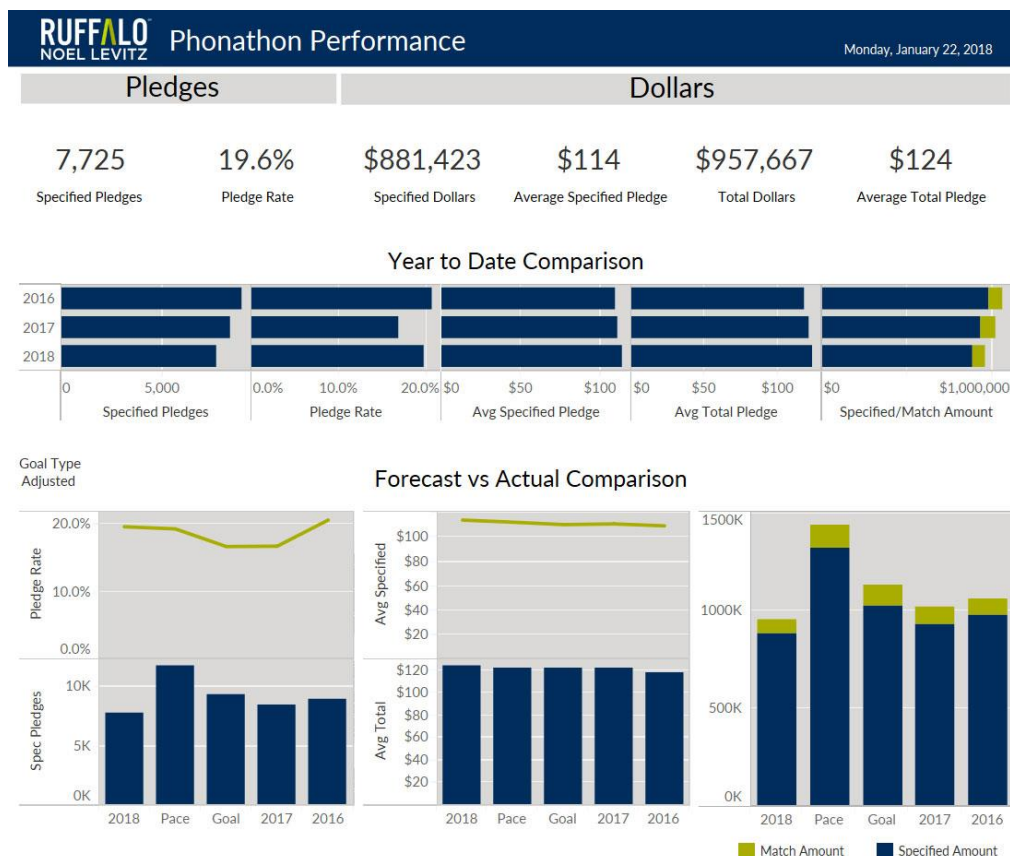 RUFFALO
NOEL LEVITZ
Phonathon Performance
Monday, January 22, 2018
Pledges
Dollars
7,725
19.6%
$881,423
$114
$957,667
$124
Specified Pledges
Pledge Rate
Specified Dollars
Average Specified Pledge
Total Dollars
Average Total Pledge
Year to Date Comparison
2016
2017
2018
0 5,000
0.0% 10.0% 20.0%
$0 $50 $100
$0 $50 $100
$0 $1,000,000
Specified Pledges
Pledge Rate
Avg Specified Pledge
Avg Total Pledge
Specified/Match Amount
Goal Type
Adjusted
Forecast vs Actual Comparison
Pledge Rate
20.0%
10.0%
0.0%
Spec Pledges
10K
5K
0K
2018 Pace Goal 2017 2016
Avg Specified
$100
$80
$60
$40
$20
Avg Total
$120
$100
$80
$60
$40
$20
2018 Pace Goal 2017 2016
1500K
1000K
500K
0K
2018 Pace Goal 2017 2016
Match Amount
Specified Amount